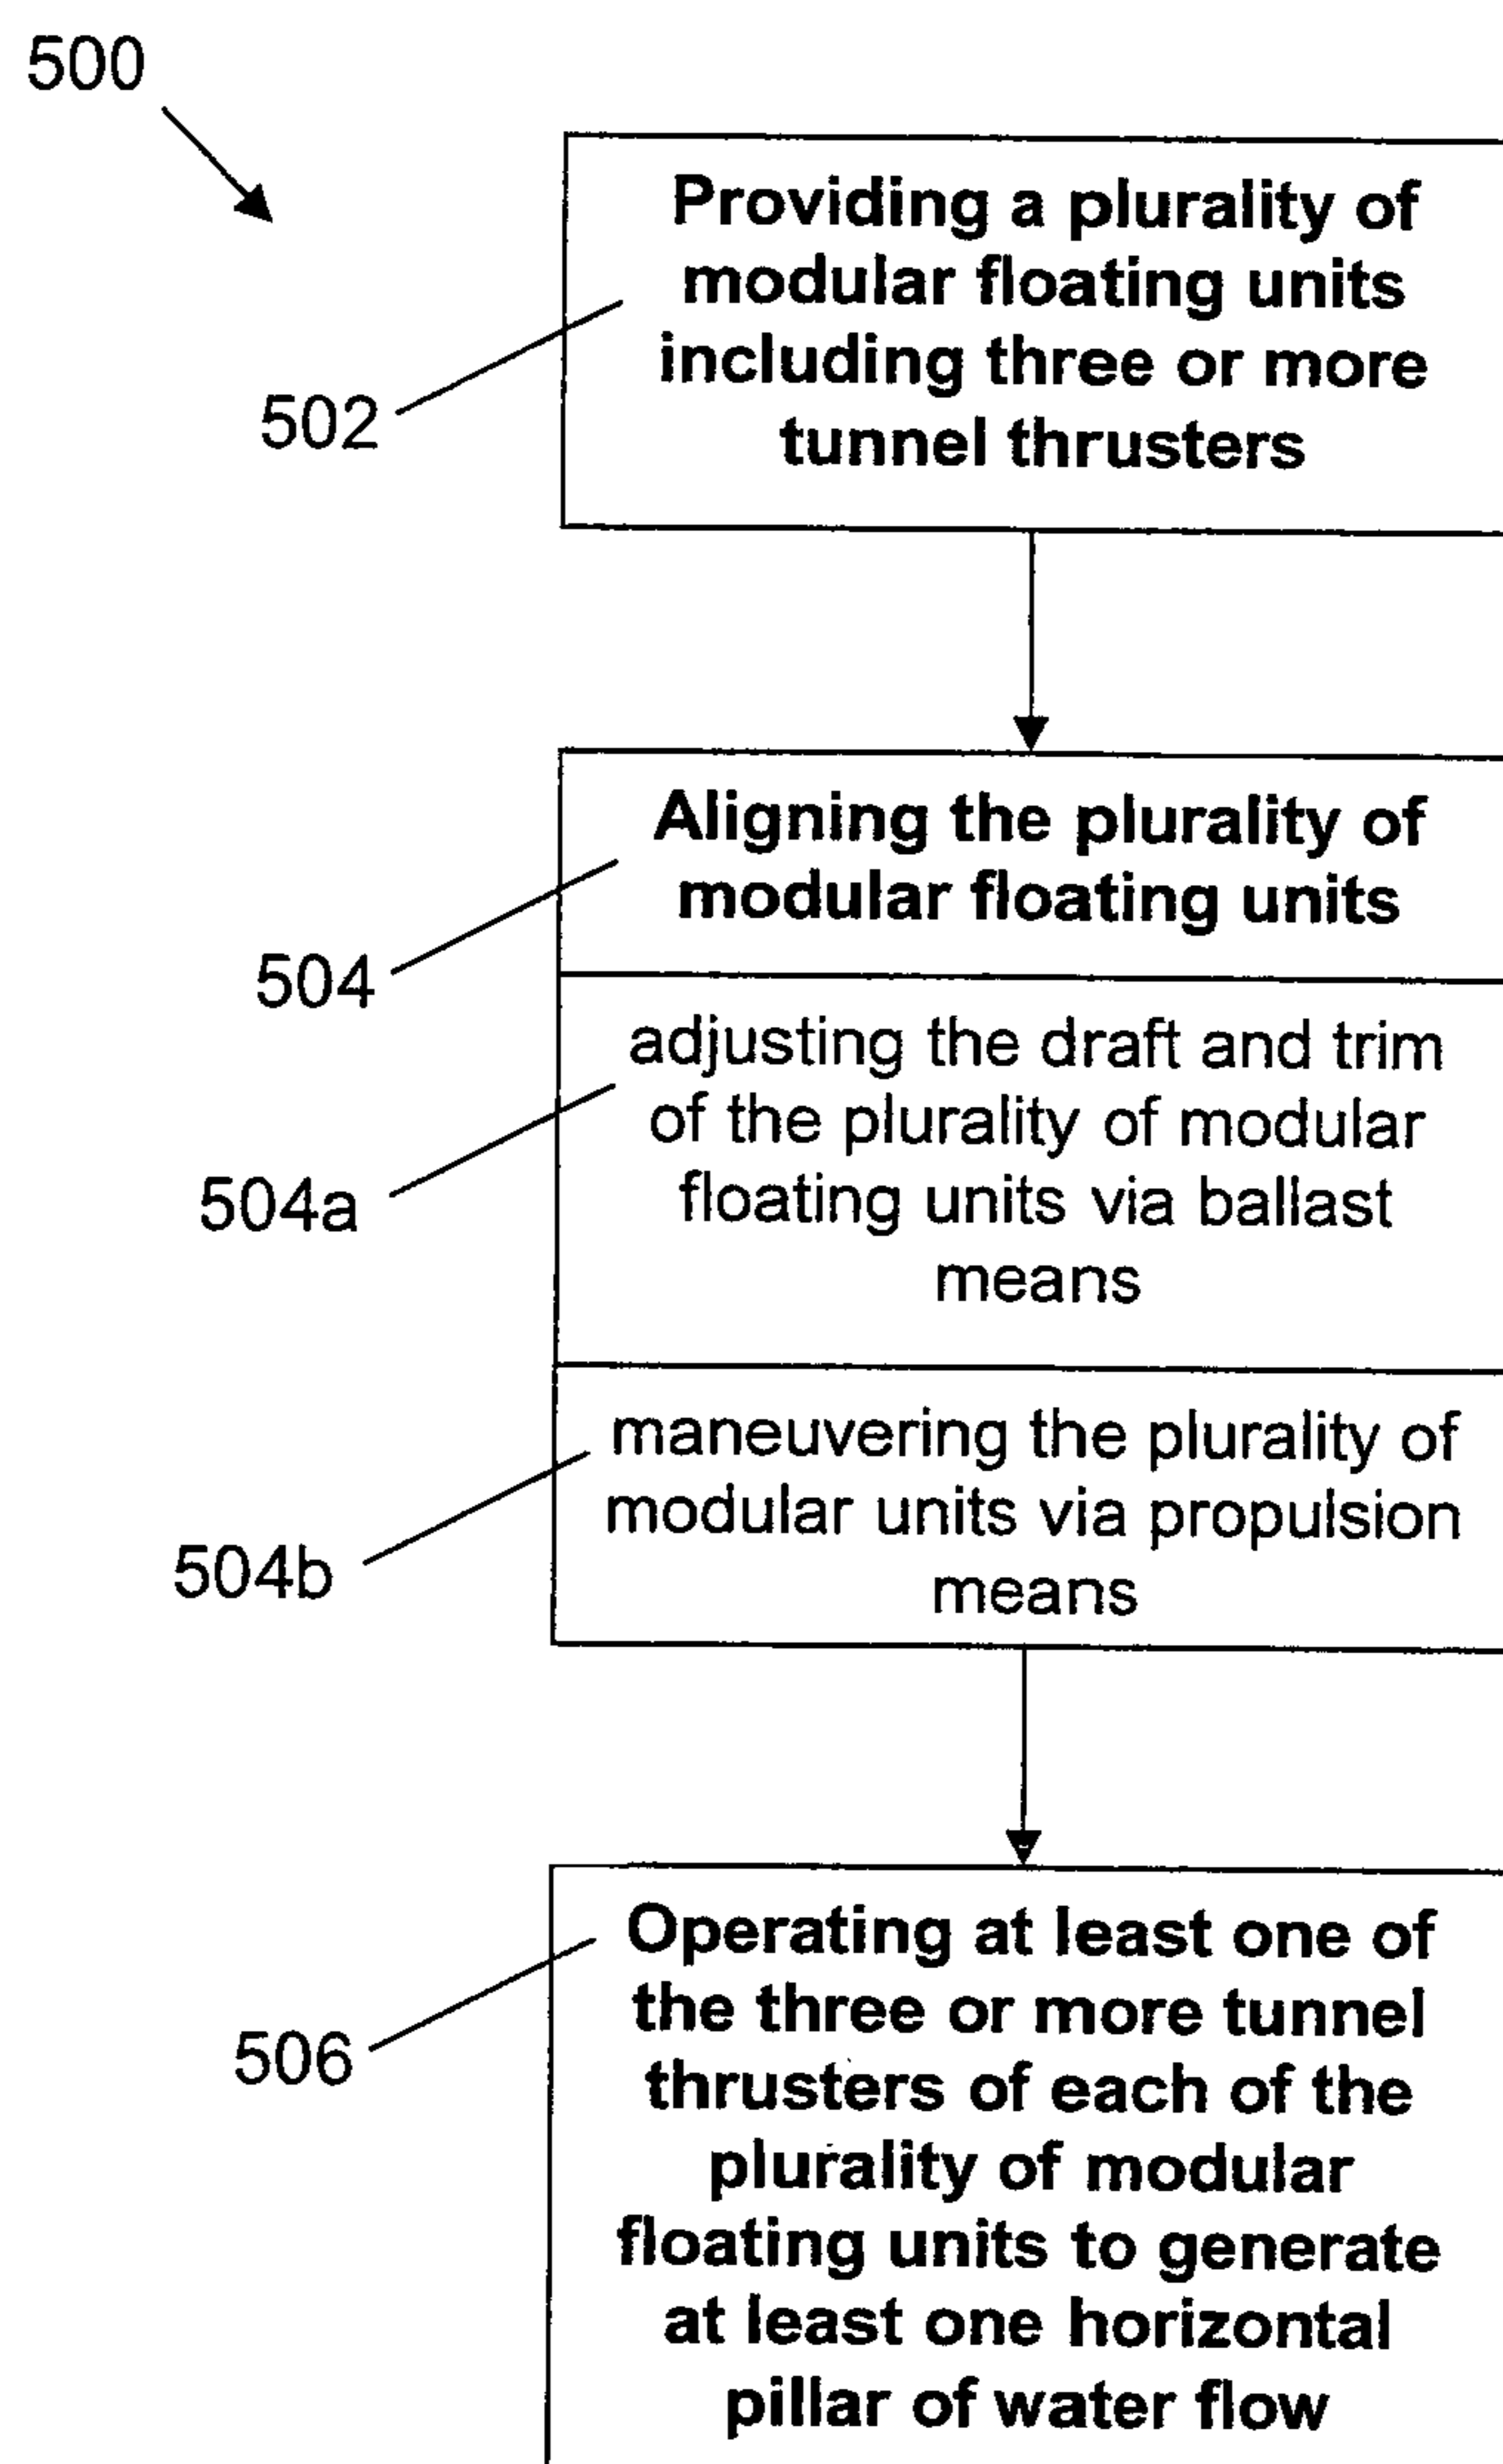 500
Providing a plurality of
modular floating units
including three or more
tunnel thrusters
502
Aligning the plurality of
modular floating units
504
adjusting the draft and trim
of the plurality of modular
floating units via ballast
means
504a
maneuvering the plurality of
modular units via propulsion
means
504b
Operating at least one of
the three or more tunnel
thrusters of each of the
plurality of modular
floating units to generate
at least one horizontal
pillar of water flow
506